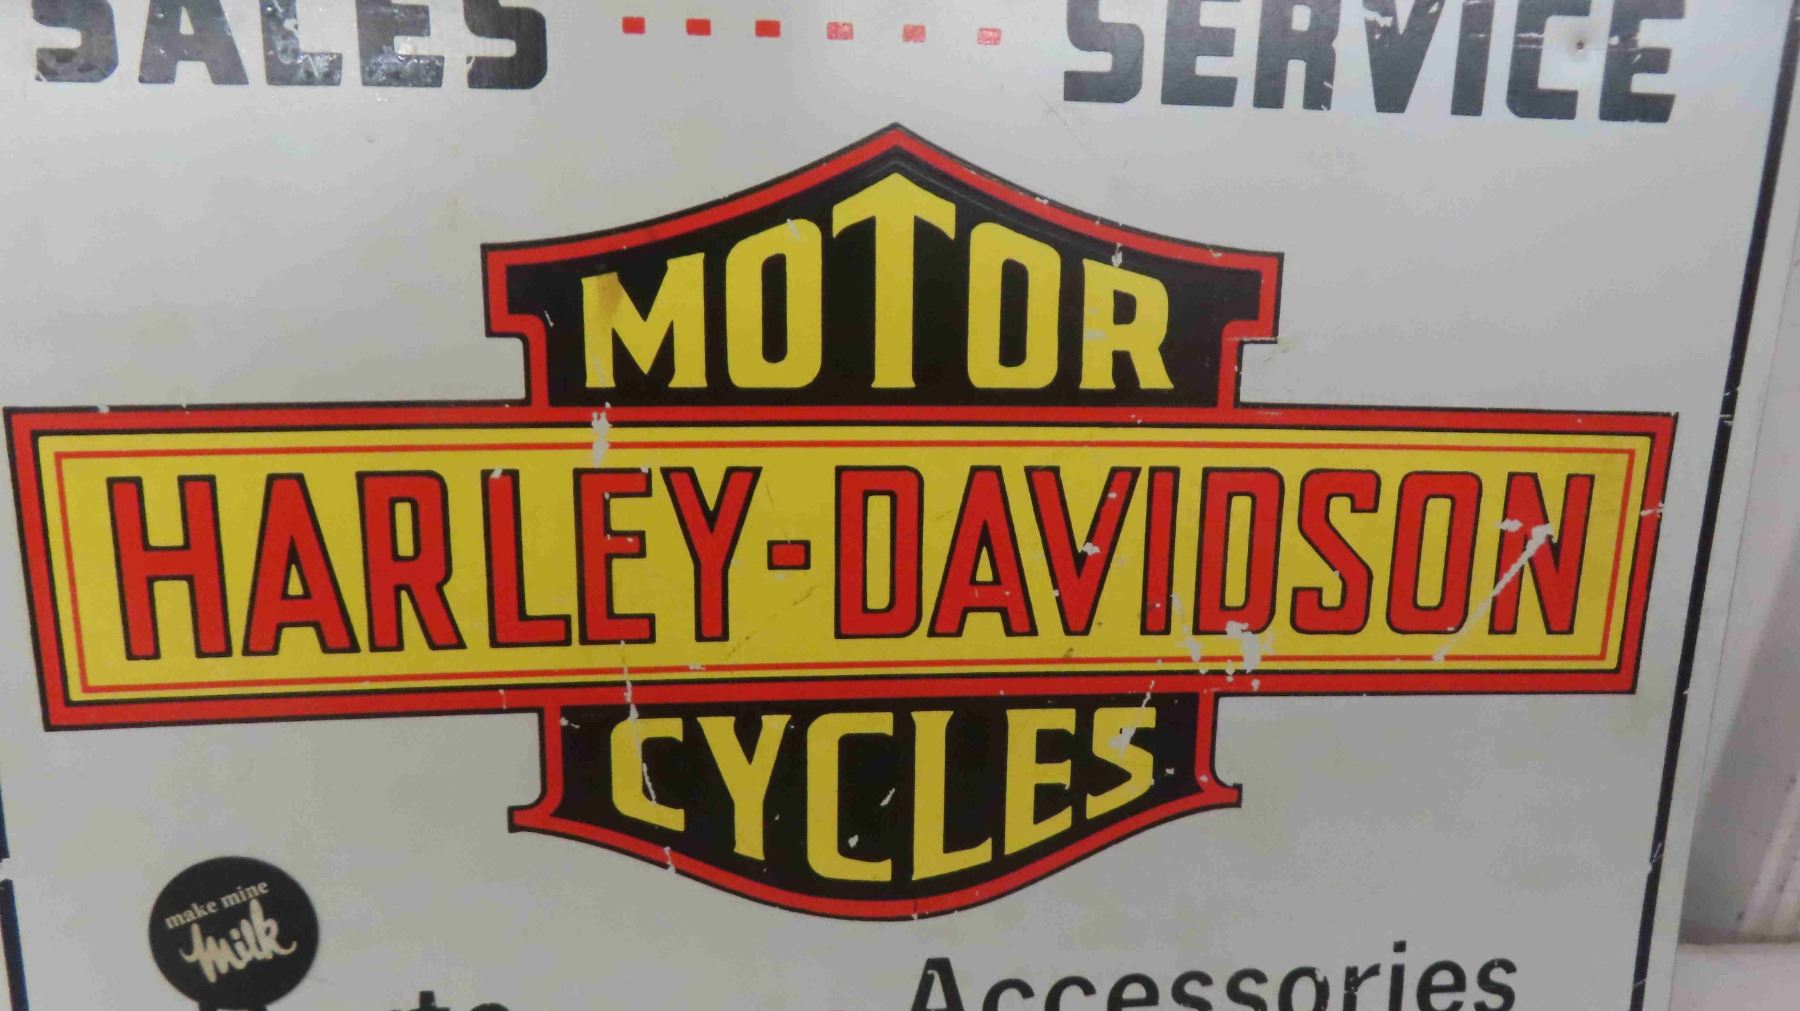 SALES SERVICE
MOTOR
HARLEY-DAVIDSON
CYCLES
make mine
milk
Accessories